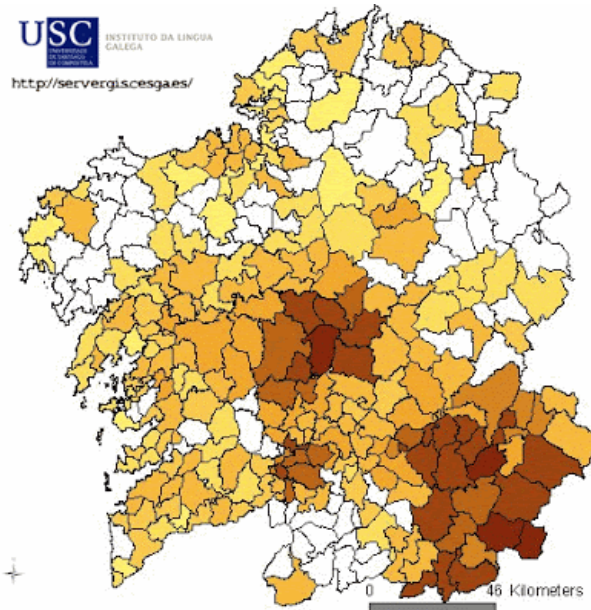 USC
UNIVERSIDADE
DE SANTIAGO
DE COMPOSTELA
INSTITUTO DA LINGUA
GALEGA
http://servergis.cesga.es/
0 46 Kilometers